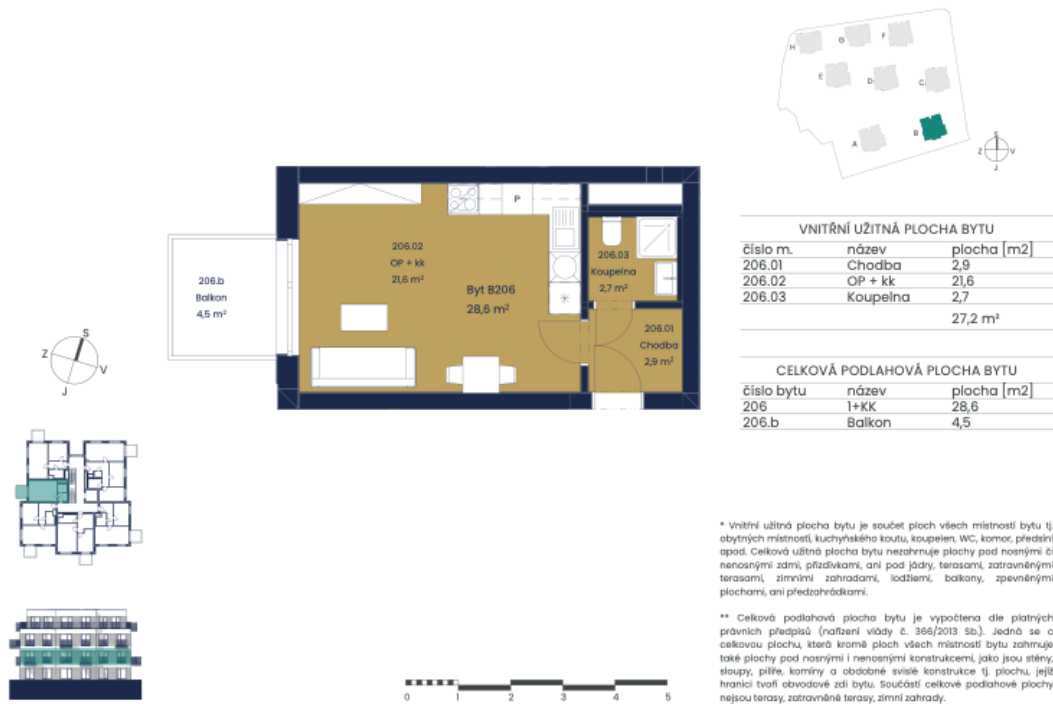 H
G
F
E
D
C
A
B
S
Z
V
J
P
206.02
OP + kk
21,6 m²
206.03
Koupelna
2,7 m²
Byt B206
28,6 m²
206.b
Balkon
4,5 m²
206.01
Chodba
2,9 m²
S
Z
V
J
VNITŘNÍ UŽITNÁ PLOCHA BYTU
číslo m. název plocha [m2]
206.01 Chodba 2,9
206.02 OP + kk 21,6
206.03 Koupelna 2,7
27,2 m²
CELKOVÁ PODLAHOVÁ PLOCHA BYTU
číslo bytu název plocha [m2]
206 1+KK 28,6
206.b Balkon 4,5
* Vnitřní užitná plocha bytu je součet ploch všech místností bytu tj.
obytných místností, kuchyňského koutu, koupelen, WC, komor, předsíní
apod. Celková užitná plocha bytu nezahrnuje plochy pod nosnými či
nenosnými zdmi, přizdívkami, ani pod jádry, terasami, zatravněnými
terasami, zimními zahradami, lodžiemi, balkony, zpevněnými
plochami, ani předzahrádkami.
** Celková podlahová plocha bytu je vypočtena dle platných
právních předpisů (nařízení vlády č. 366/2013 Sb.). Jedná se o
celkovou plochu, která kromě ploch všech místností bytu zahrnuje
také plochy pod nosnými i nenosnými konstrukcemi, jako jsou stěny,
sloupy, pilíře, komíny a obdobné svislé konstrukce tj. plochu, jejíž
hranici tvoří obvodové zdi bytu. Součástí celkové podlahové plochy
nejsou terasy, zatravněné terasy, zimní zahrady.
0 1 2 3 4 5